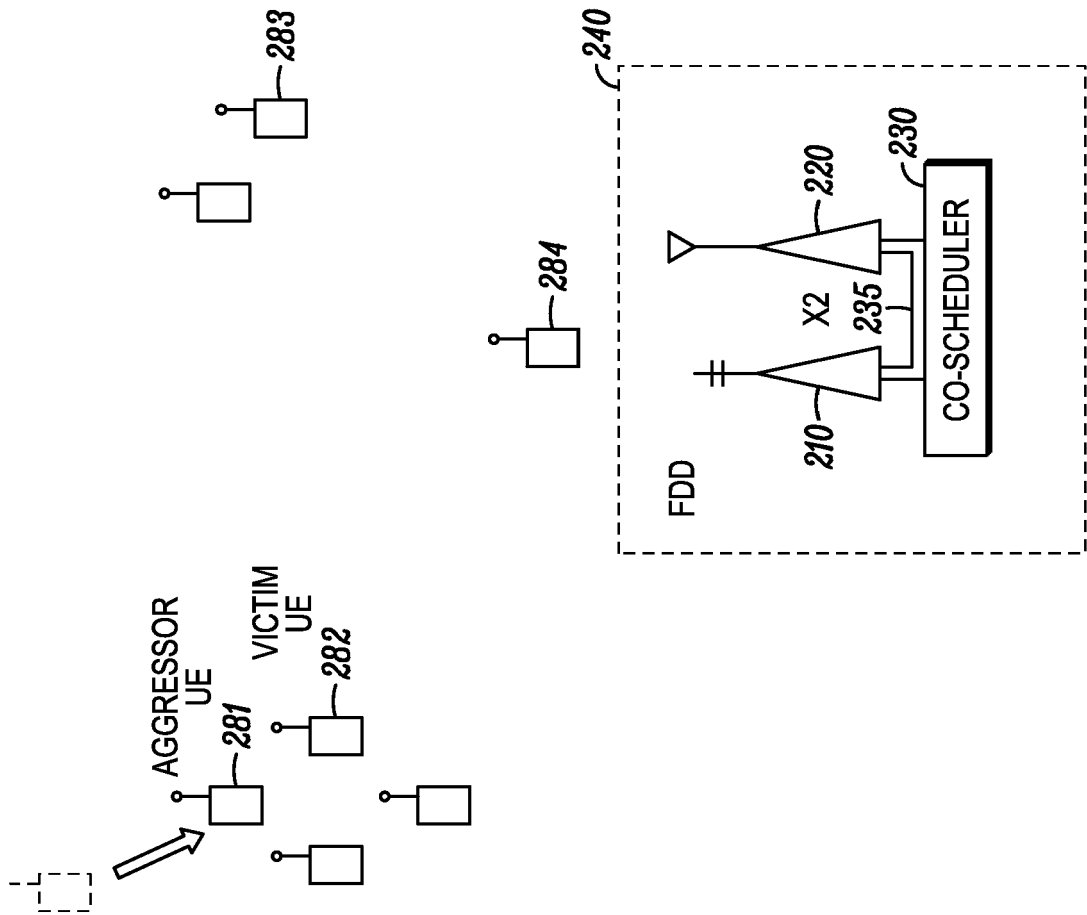 AGGRESSOR
UE
281
VICTIM
UE
282
283
284
240
FDD
210
X2
220
235
230
CO-SCHEDULER